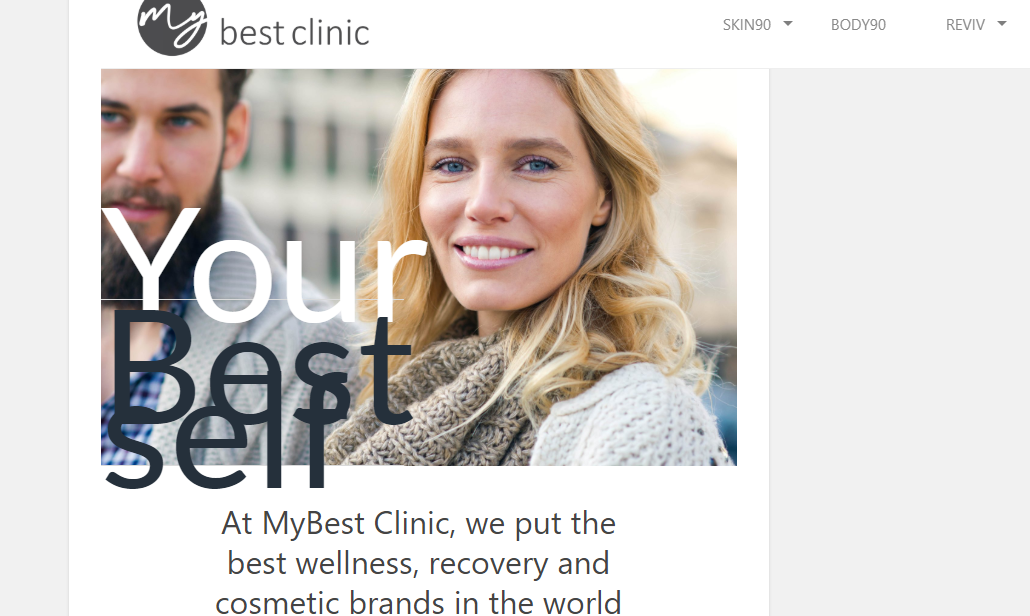 My
best clinic
SKIN90
BODY90
REVIV
Your
Best
self
At MyBest Clinic, we put the
best wellness, recovery and
cosmetic brands in the world